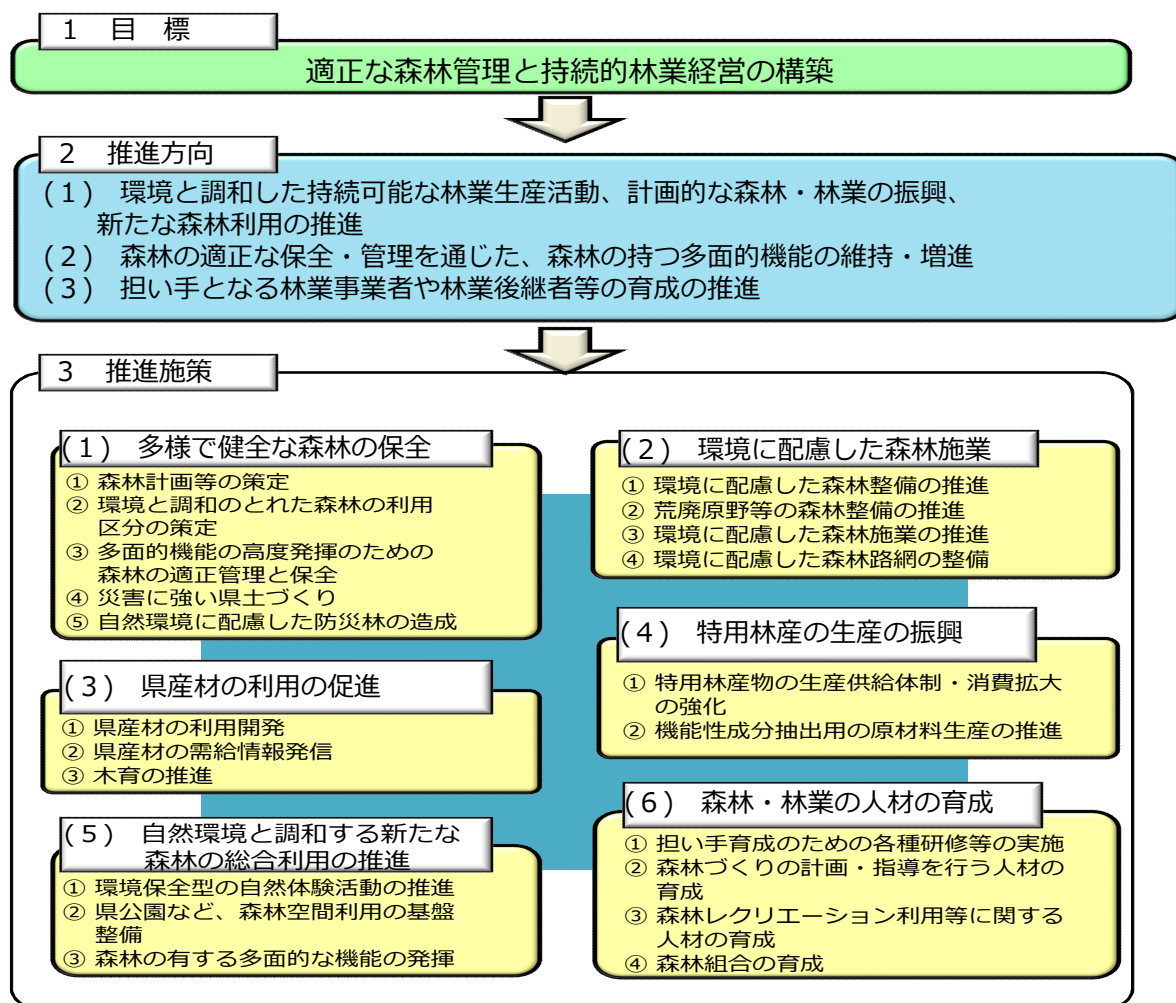 1 目 標
適正な森林管理と持続的林業経営の構築
2 推進方向
(1) 環境と調和した持続可能な林業生産活動、計画的な森林・林業の振興、
新たな森林利用の推進
(2) 森林の適正な保全・管理を通じた、森林の持つ多面的機能の維持・増進
(3) 担い手となる林業事業者や林業後継者等の育成の推進
3 推進施策
(1) 多様で健全な森林の保全
① 森林計画等の策定
② 環境と調和のとれた森林の利用
区分の策定
③ 多面的機能の高度発揮のための
森林の適正管理と保全
④ 災害に強い県土づくり
⑤ 自然環境に配慮した防災林の造成
(2) 環境に配慮した森林施業
① 環境に配慮した森林整備の推進
② 荒廃原野等の森林整備の推進
③ 環境に配慮した森林施業の推進
④ 環境に配慮した森林路網の整備
(3) 県産材の利用の促進
① 県産材の利用開発
② 県産材の需給情報発信
③ 木育の推進
(4) 特用林産の生産の振興
① 特用林産物の生産供給体制・消費拡大
の強化
② 機能性成分抽出用の原材料生産の推進
(5) 自然環境と調和する新たな
森林の総合利用の推進
① 環境保全型の自然体験活動の推進
② 県公園など、森林空間利用の基盤
整備
③ 森林の有する多面的な機能の発揮
(6) 森林・林業の人材の育成
① 担い手育成のための各種研修等の実施
② 森林づくりの計画・指導を行う人材の
育成
③ 森林レクリエーション利用等に関する
人材の育成
④ 森林組合の育成